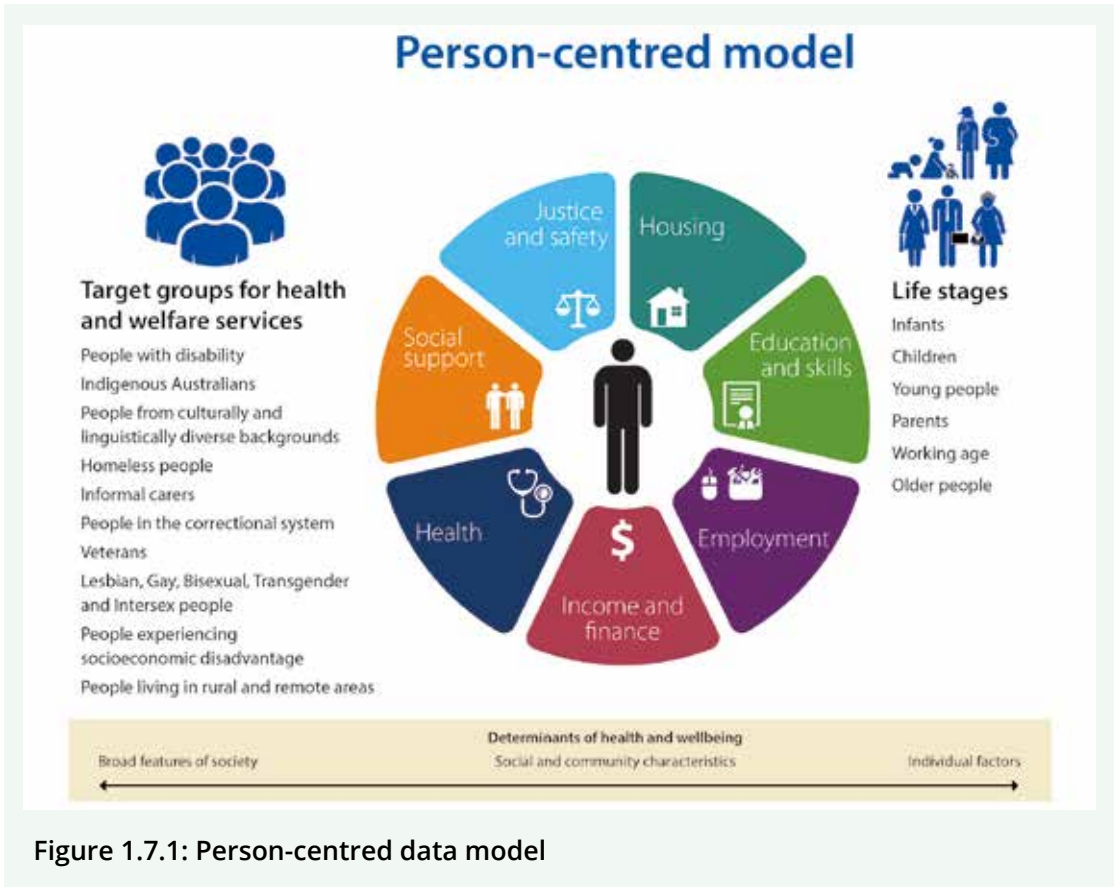 Person-centred model
Target groups for health
and welfare services
People with disability
Indigenous Australians
People from culturally and
linguistically diverse backgrounds
Homeless people
Informal carers
People in the correctional system
Veterans
Lesbian, Gay, Bisexual, Transgender
and Intersex people
People experiencing
socioeconomic disadvantage
People living in rural and remote areas
Justice
and safety
Housing
Education
and skills
Employment
$
Income and
finance
Health
Social
support
Life stages
Infants
Children
Young people
Parents
Working age
Older people
Determinants of health and wellbeing
Broad features of society
Social and community characteristics
Individual factors
Figure 1.7.1: Person-centred data model